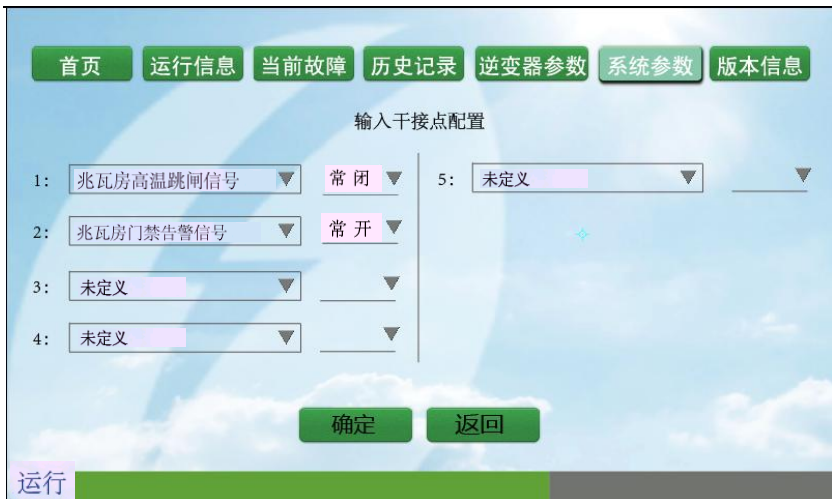 首页 运行信息 当前故障 历史记录 逆变器参数 系统参数 版本信息
输入干接点配置
1: 兆瓦房高温跳闸信号 常闭 5: 未定义
2: 兆瓦房门禁告警信号 常开
3: 未定义
4: 未定义
确定 返回
运行